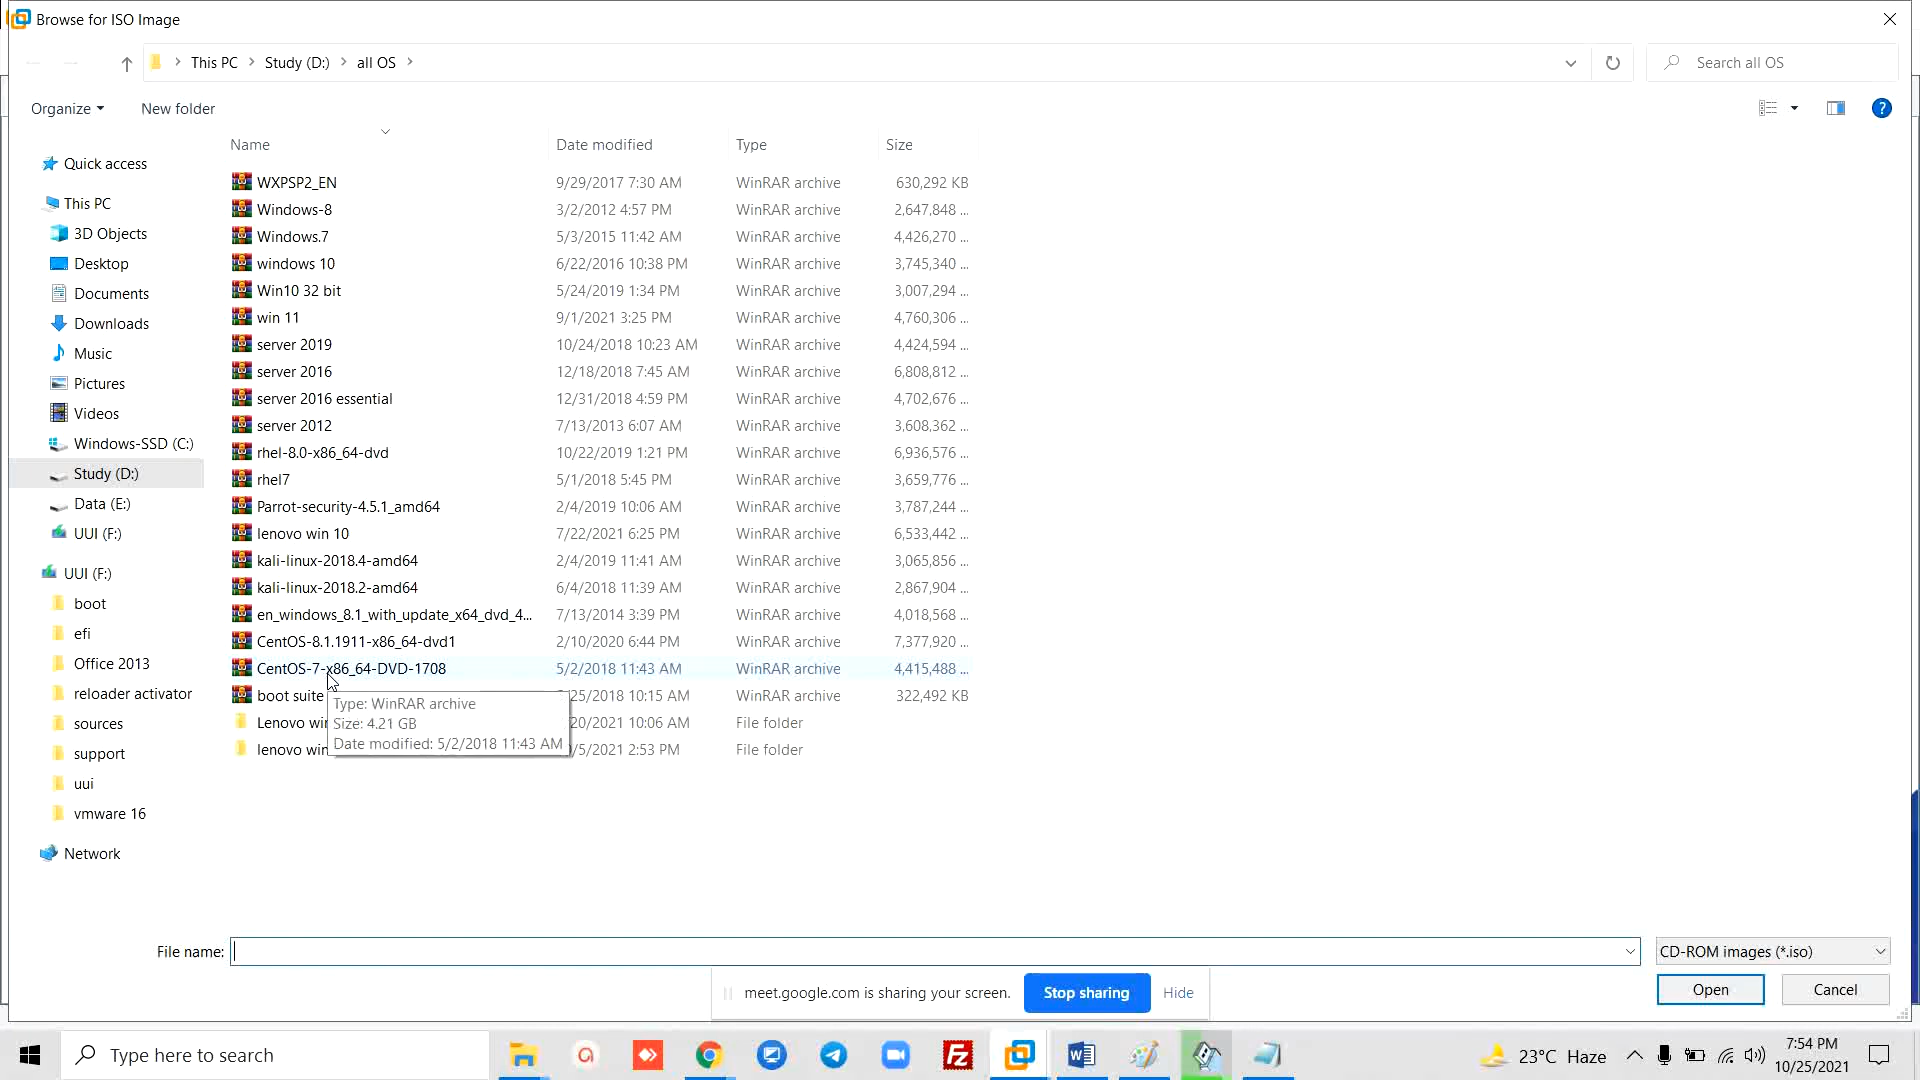 Browse for ISO Image
This PC > Study (D:) > all OS >
Search all OS
Organize
New folder
Name Date modified Type Size
Quick access
This PC
3D Objects
Desktop
Documents
Downloads
Music
Pictures
Videos
Windows-SSD (C:)
Study (D:)
Data (E:)
UUI (F:)
UUI (F:)
boot
efi
Office 2013
reloader activator
sources
support
uui
vmware 16
Network
WXPSP2_EN 9/29/2017 7:30 AM WinRAR archive 630,292 KB
Windows-8 3/2/2012 4:57 PM WinRAR archive 2,647,848 ...
Windows.7 5/3/2015 11:42 AM WinRAR archive 4,426,270 ...
windows 10 6/22/2016 10:38 PM WinRAR archive 3,745,340 ...
Win10 32 bit 5/24/2019 1:34 PM WinRAR archive 3,007,294 ...
win 11 9/1/2021 3:25 PM WinRAR archive 4,760,306 ...
server 2019 10/24/2018 10:23 AM WinRAR archive 4,424,594 ...
server 2016 12/18/2018 7:45 AM WinRAR archive 6,808,812 ...
server 2016 essential 12/31/2018 4:59 PM WinRAR archive 4,702,676 ...
server 2012 7/13/2013 6:07 AM WinRAR archive 3,608,362 ...
rhel-8.0-x86_64-dvd 10/22/2019 1:21 PM WinRAR archive 6,936,576 ...
rhel7 5/1/2018 5:45 PM WinRAR archive 3,659,776 ...
Parrot-security-4.5.1_amd64 2/4/2019 10:06 AM WinRAR archive 3,787,244 ...
lenovo win 10 7/22/2021 6:25 PM WinRAR archive 6,533,442 ...
kali-linux-2018.4-amd64 2/4/2019 11:41 AM WinRAR archive 3,065,856 ...
kali-linux-2018.2-amd64 6/4/2018 11:39 AM WinRAR archive 2,867,904 ...
en_windows_8.1_with_update_x64_dvd_4... 7/13/2014 3:39 PM WinRAR archive 4,018,568 ...
CentOS-8.1.1911-x86_64-dvd1 2/10/2020 6:44 PM WinRAR archive 7,377,920 ...
CentOS-7-x86_64-DVD-1708 5/2/2018 11:43 AM WinRAR archive 4,415,488 ...
boot suite 25/2018 10:15 AM WinRAR archive 322,492 KB
Lenovo win 20/2021 10:06 AM File folder
lenovo win /5/2021 2:53 PM File folder
Type: WinRAR archive
Size: 4.21 GB
Date modified: 5/2/2018 11:43 AM
File name:
CD-ROM images (*.iso)
Open
Cancel
meet.google.com is sharing your screen.
Stop sharing
Hide
Type here to search
23°C Haze
7:54 PM
10/25/2021